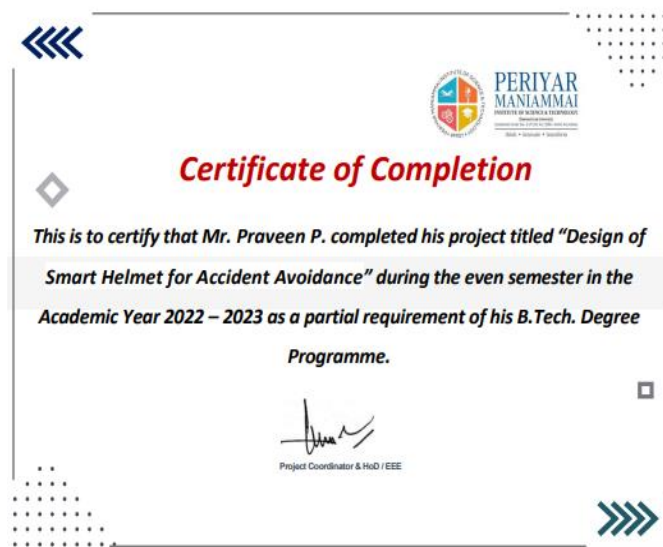 PERIYAR
MANIAMMAI
INSTITUTE OF SCIENCE & TECHNOLOGY
Certificate of Completion
This is to certify that Mr. Praveen P. completed his project titled “Design of
Smart Helmet for Accident Avoidance” during the even semester in the
Academic Year 2022 – 2023 as a partial requirement of his B.Tech. Degree
Programme.
Project Coordinator & HoD / EEE